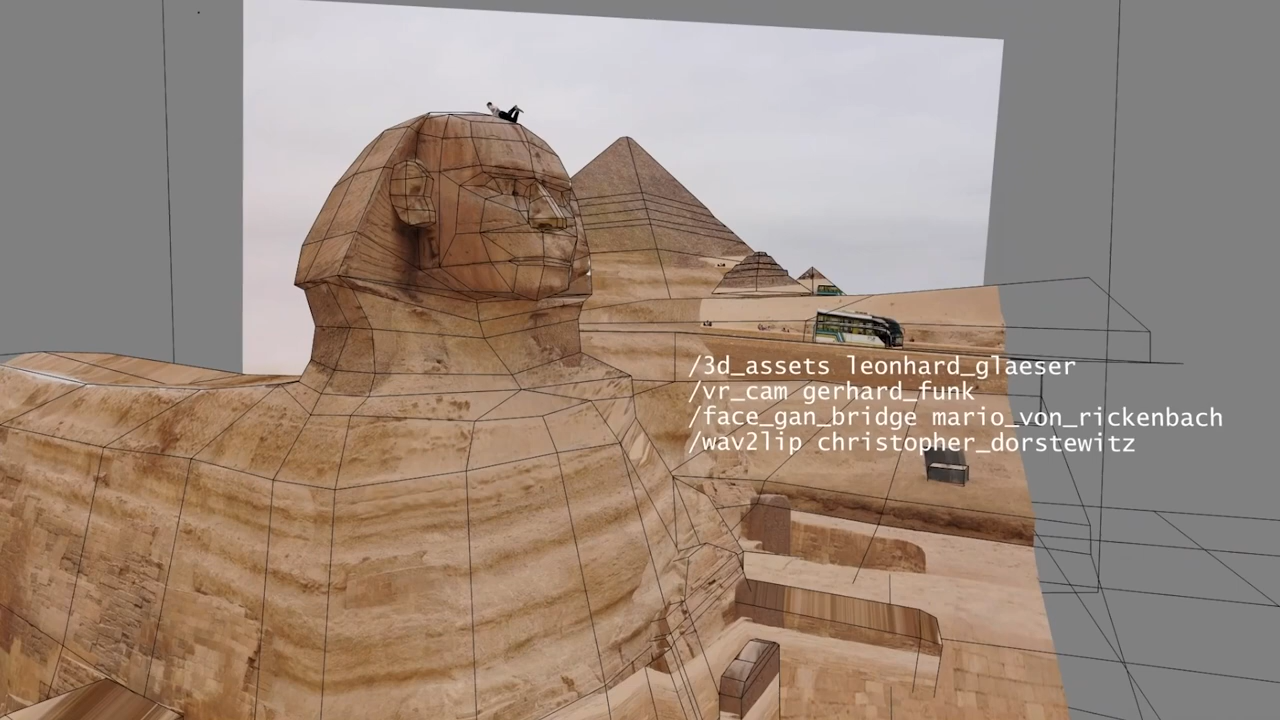 /3d_assets leonhard_glaeser
/vr_cam gerhard_funk
/face_gan_bridge mario_von_rickenbach
/wav2lip christopher_dorstewitz